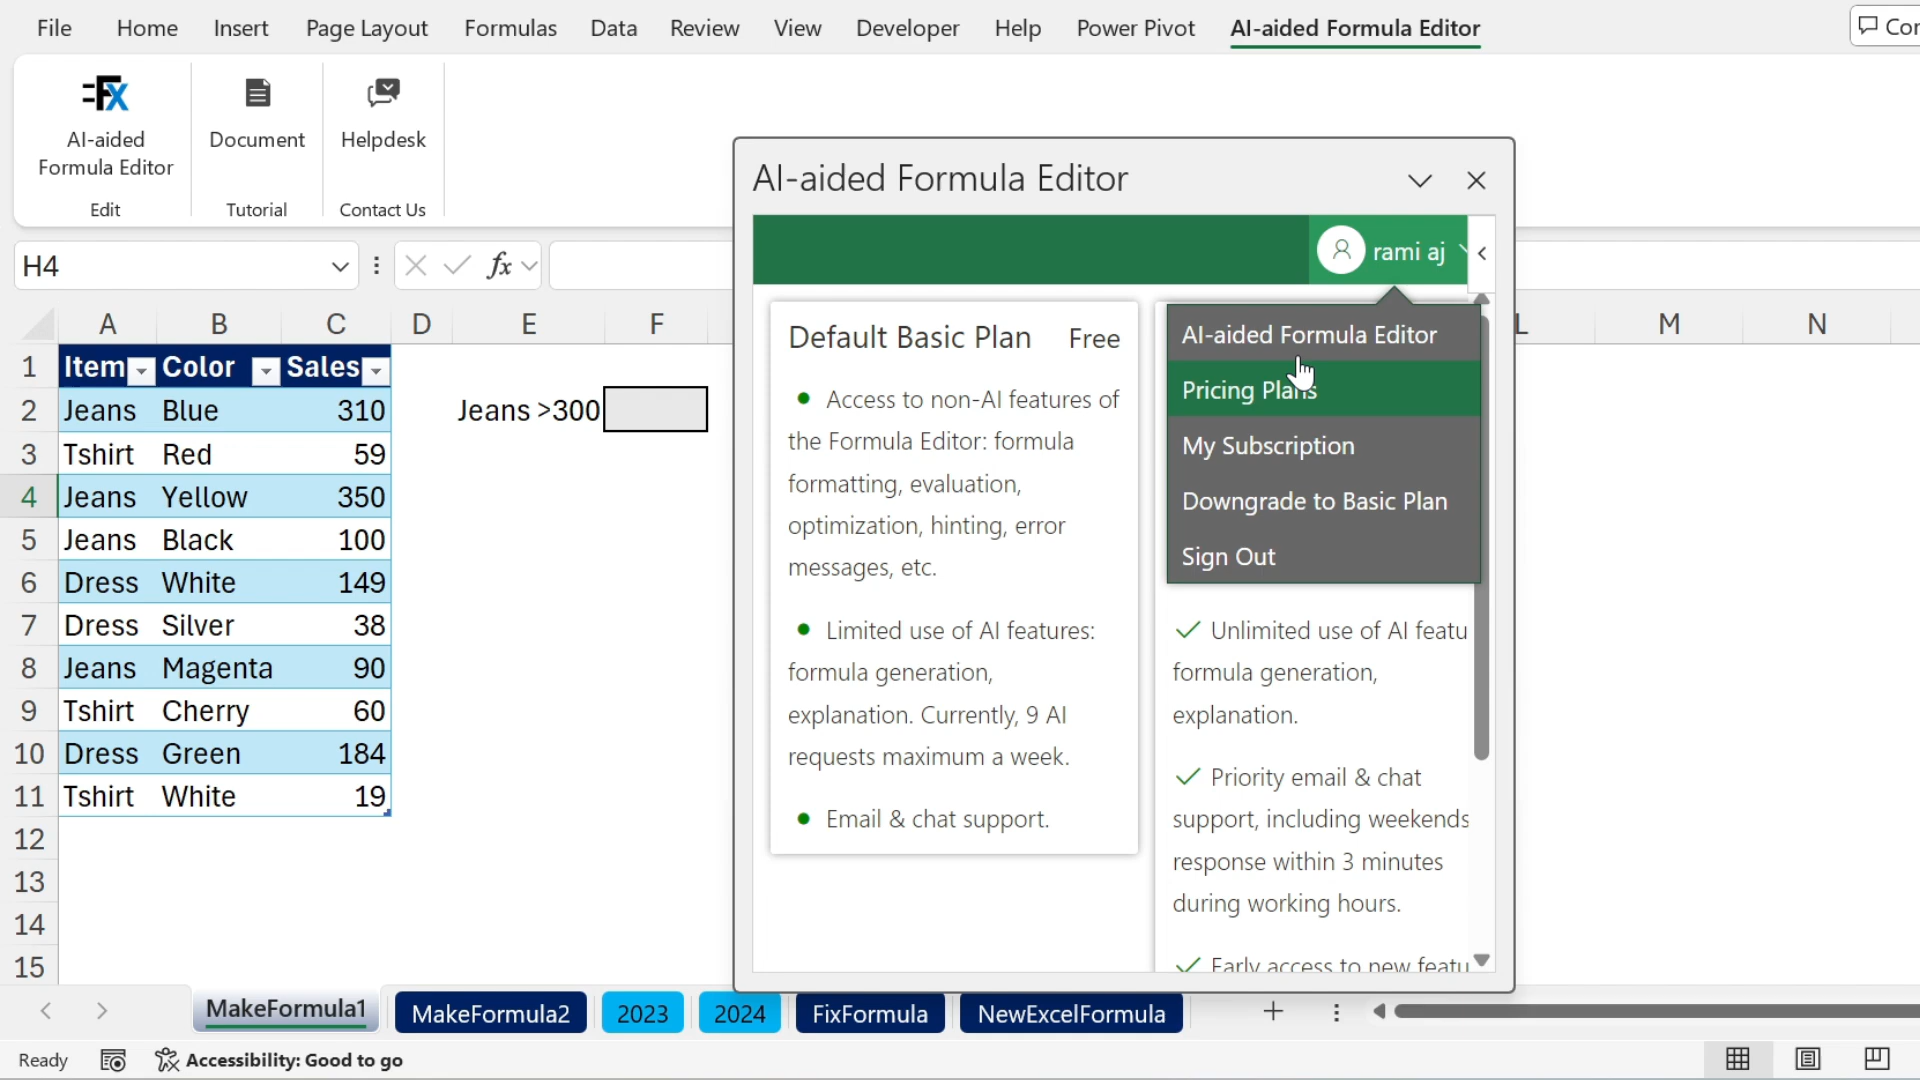 File Home Insert Page Layout Formulas Data Review View Developer Help Power Pivot AI-aided Formula Editor
AI-aided
Formula Editor
Edit
Document
Tutorial
Helpdesk
Contact Us
H4
fx
AI-aided Formula Editor
rami aj
A B C D E F L M N
1 Item Color Sales
2 Jeans Blue 310 Jeans >300
3 Tshirt Red 59
4 Jeans Yellow 350
5 Jeans Black 100
6 Dress White 149
7 Dress Silver 38
8 Jeans Magenta 90
9 Tshirt Cherry 60
10 Dress Green 184
11 Tshirt White 19
12
13
14
15
Default Basic Plan Free
Access to non-AI features of
the Formula Editor: formula
formatting, evaluation,
optimization, hinting, error
messages, etc.
Limited use of AI features:
formula generation,
explanation. Currently, 9 AI
requests maximum a week.
Email & chat support.
AI-aided Formula Editor
Pricing Plans
My Subscription
Downgrade to Basic Plan
Sign Out
Unlimited use of AI featu
formula generation,
explanation.
Priority email & chat
support, including weekends
response within 3 minutes
during working hours.
Early access to new featu
MakeFormula1 MakeFormula2 2023 2024 FixFormula NewExcelFormula
Ready Accessibility: Good to go